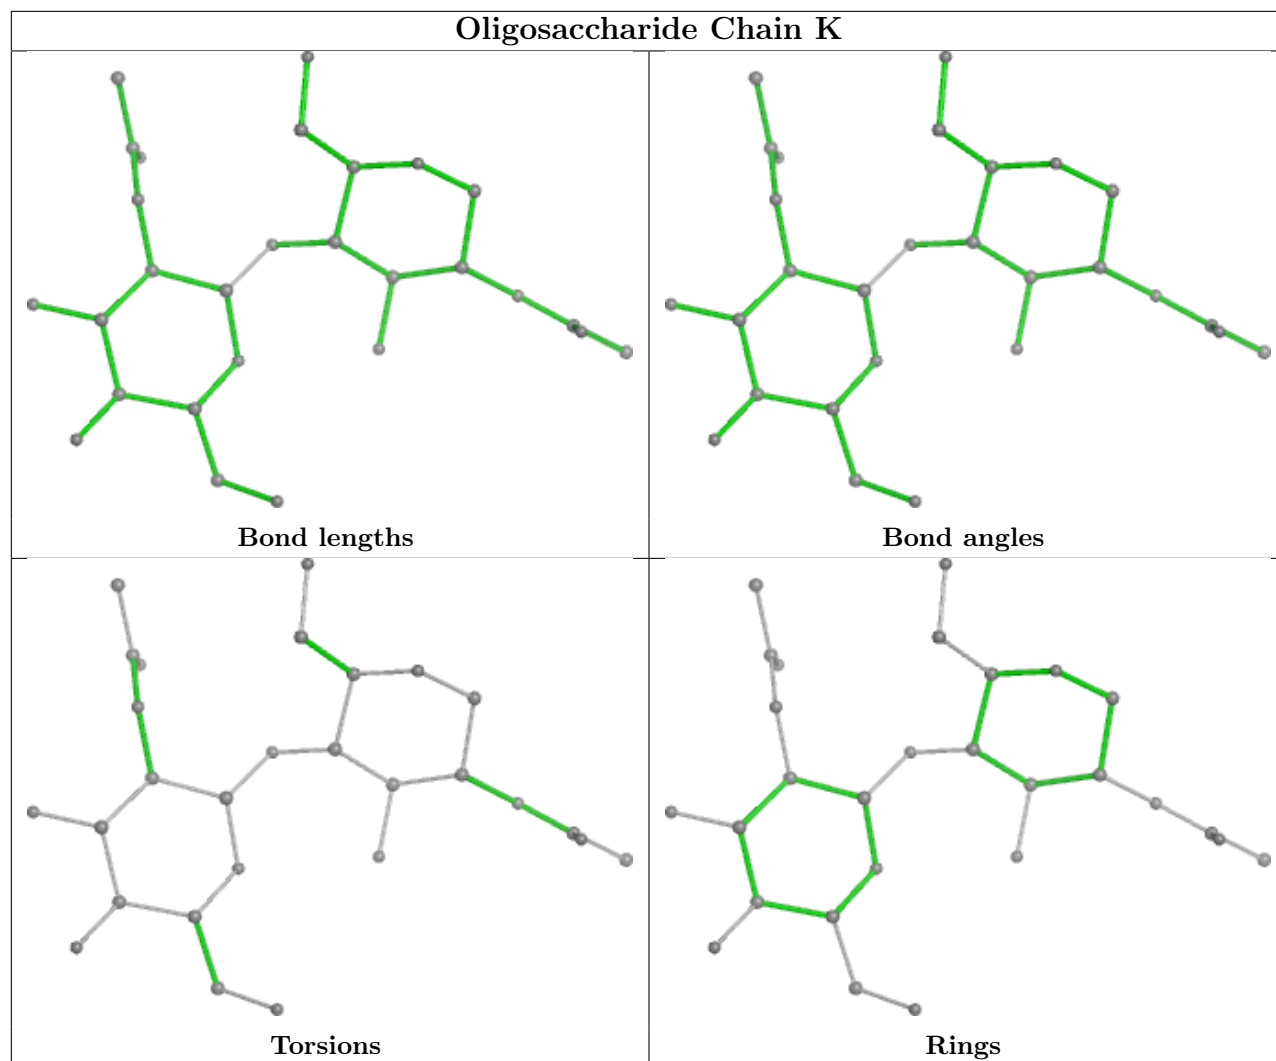 Oligosaccharide Chain K
Bond lengths
Bond angles
Torsions
Rings